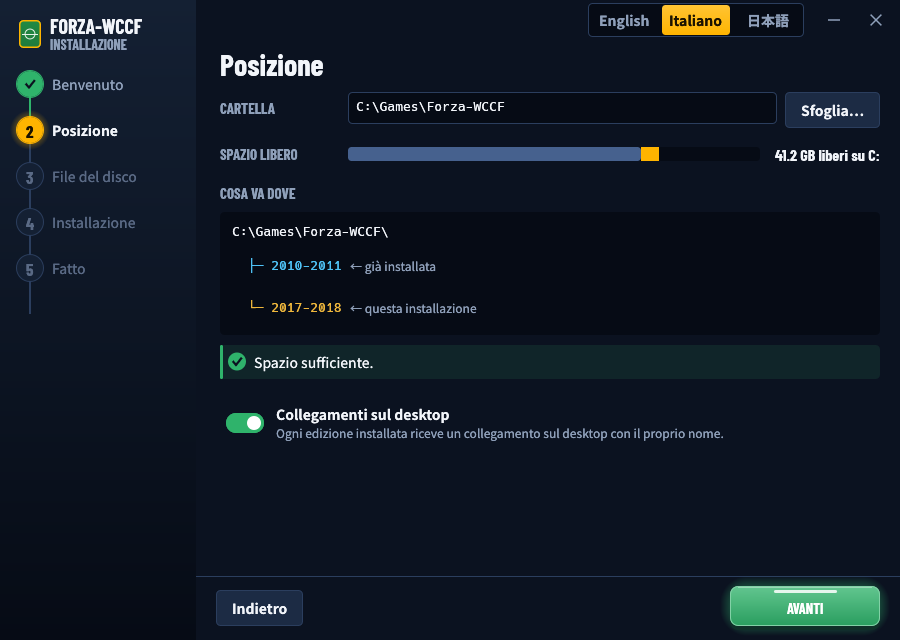 FORZA-WCCF
INSTALLAZIONE
English Italiano 日本語
Benvenuto
2 Posizione
3 File del disco
4 Installazione
5 Fatto
Posizione
CARTELLA
C:\Games\Forza-WCCF
Sfoglia...
SPAZIO LIBERO
41.2 GB liberi su C:
COSA VA DOVE
C:\Games\Forza-WCCF\
├─ 2010-2011 ← già installata
└─ 2017-2018 ← questa installazione
Spazio sufficiente.
Collegamenti sul desktop
Ogni edizione installata riceve un collegamento sul desktop con il proprio nome.
Indietro
AVANTI